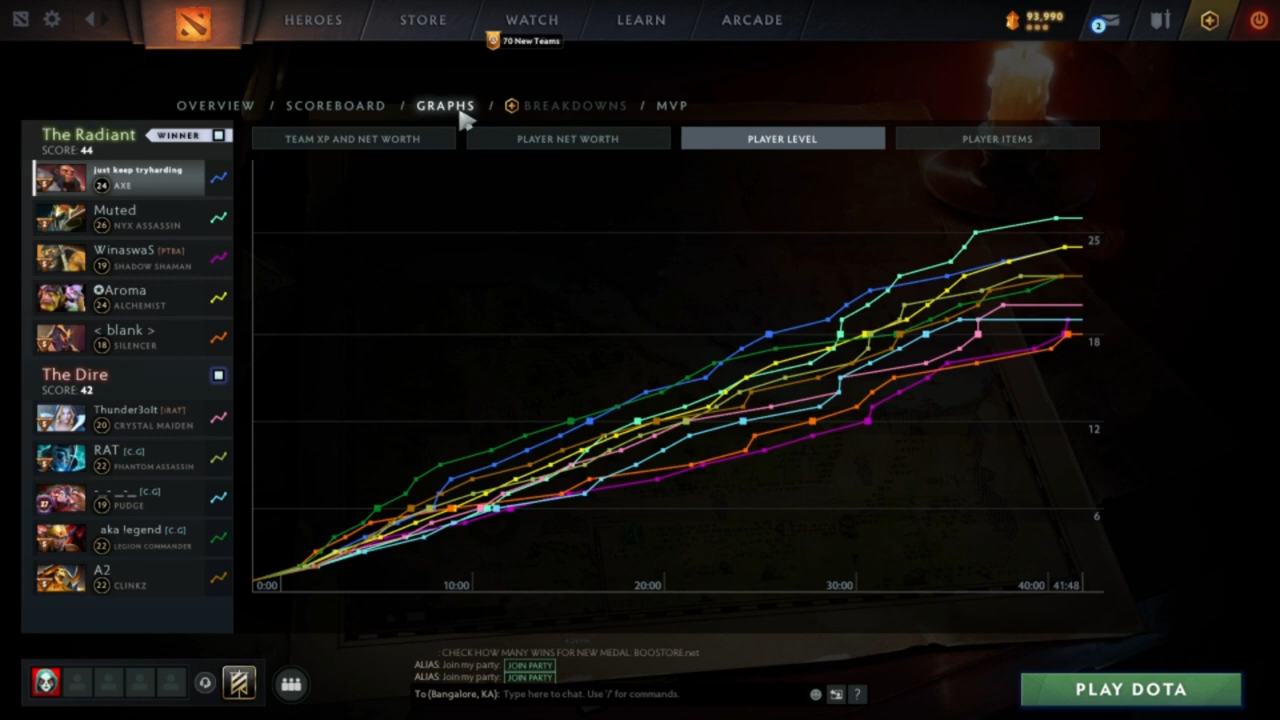 HEROES STORE WATCH LEARN ARCADE 93,990
70 New Teams 2
OVERVIEW / SCOREBOARD / GRAPHS / BREAKDOWNS / MVP
The Radiant WINNER
SCORE: 44
TEAM XP AND NET WORTH PLAYER NET WORTH PLAYER LEVEL PLAYER ITEMS
just keep tryharding
24 AXE
Muted
26 NYX ASSASSIN
WinaswaS [PTBA]
19 SHADOW SHAMAN
✪Aroma
24 ALCHEMIST
< blank >
18 SILENCER
The Dire
SCORE: 42
Thunder3olt [!RAT]
20 CRYSTAL MAIDEN
RAT [C.G]
22 PHANTOM ASSASSIN
-_-__-_ [C.G]
27 19 PUDGE
aka !egend [C.G]
22 LEGION COMMANDER
A2
22 CLINKZ
25
18
12
6
0:00 10:00 20:00 30:00 40:00 41:48
: CHECK HOW MANY WINS FOR NEW MEDAL: BOOSTORE.net
ALIAS: Join my party: JOIN PARTY
ALIAS: Join my party: JOIN PARTY
To (Bangalore, KA): Type here to chat. Use '/' for commands. ?
PLAY DOTA